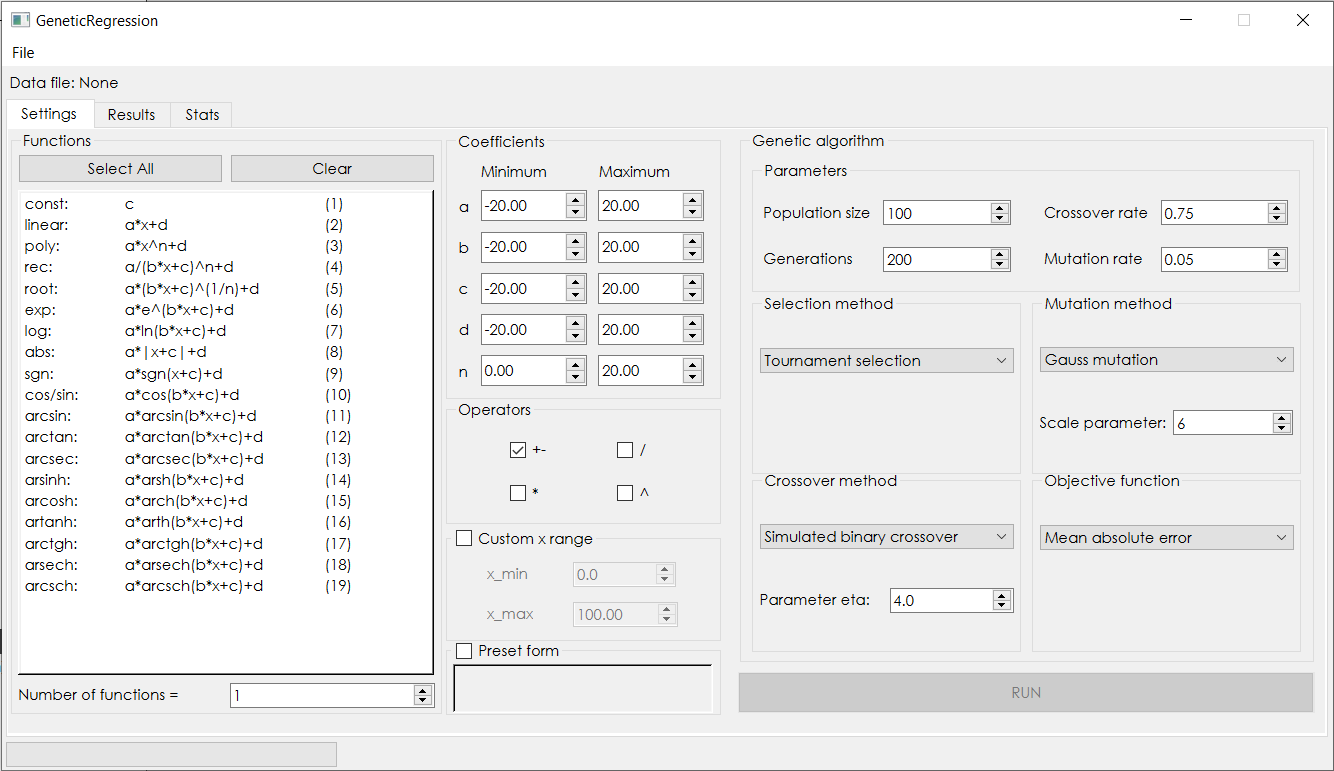 GeneticRegression
File
Data file: None
Settings Results Stats
Functions
Select All Clear
const: c (1)
linear: a*x+d (2)
poly: a*x^n+d (3)
rec: a/(b*x+c)^n+d (4)
root: a*(b*x+c)^(1/n)+d (5)
exp: a*e^(b*x+c)+d (6)
log: a*ln(b*x+c)+d (7)
abs: a*|x+c|+d (8)
sgn: a*sgn(x+c)+d (9)
cos/sin: a*cos(b*x+c)+d (10)
arcsin: a*arcsin(b*x+c)+d (11)
arctan: a*arctan(b*x+c)+d (12)
arcsec: a*arcsec(b*x+c)+d (13)
arsinh: a*arsh(b*x+c)+d (14)
arcosh: a*arch(b*x+c)+d (15)
artanh: a*arth(b*x+c)+d (16)
arctgh: a*arctgh(b*x+c)+d (17)
arsech: a*arsech(b*x+c)+d (18)
arcsch: a*arcsch(b*x+c)+d (19)
Number of functions = 1
Coefficients
Minimum Maximum
a -20.00 20.00
b -20.00 20.00
c -20.00 20.00
d -20.00 20.00
n 0.00 20.00
Operators
+- /
* ^
Custom x range
x_min 0.0
x_max 100.00
Preset form
Genetic algorithm
Parameters
Population size 100 Crossover rate 0.75
Generations 200 Mutation rate 0.05
Selection method
Tournament selection
Mutation method
Gauss mutation
Scale parameter: 6
Crossover method
Simulated binary crossover
Parameter eta: 4.0
Objective function
Mean absolute error
RUN